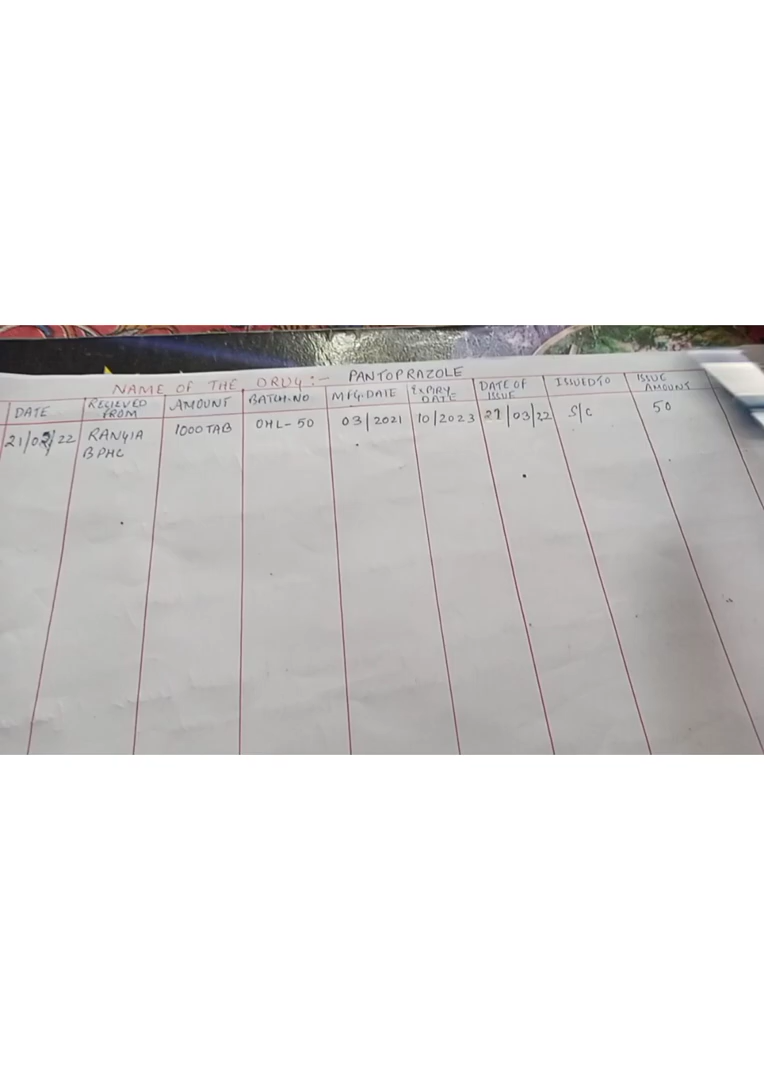 NAME OF THE DRUG :- PANTOPRAZOLE
DATE RECIEVED FROM AMOUNT BATCH.NO MFG.DATE EXPIRY DATE DATE OF ISSUE ISSUED TO ISSUE AMOUNT
21/02/22 RANGIA BPHC 1000 TAB OHL-50 03/2021 10/2023 /03/22 S/C 50